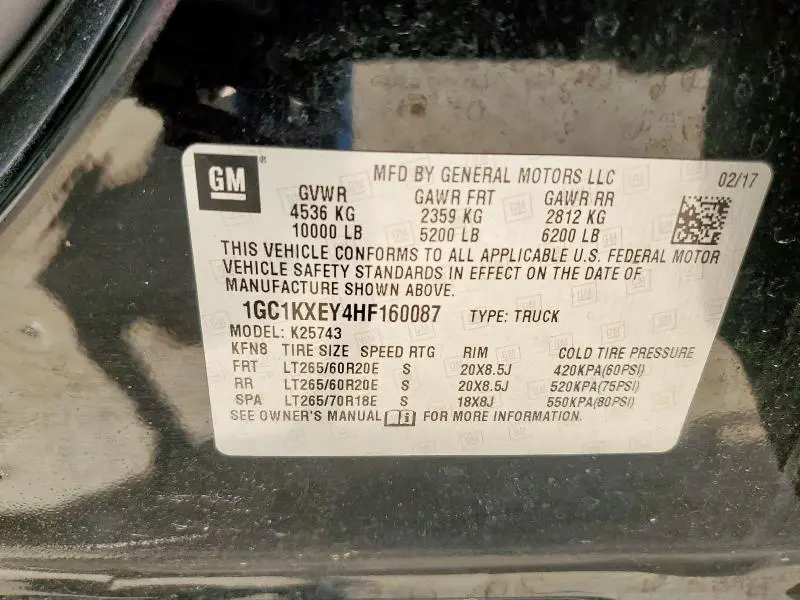 GM ® MFD BY GENERAL MOTORS LLC 02/17
GVWR GAWR FRT GAWR RR
4536 KG 2359 KG 2812 KG
10000 LB 5200 LB 6200 LB
THIS VEHICLE CONFORMS TO ALL APPLICABLE U.S. FEDERAL MOTOR
VEHICLE SAFETY STANDARDS IN EFFECT ON THE DATE OF
MANUFACTURE SHOWN ABOVE.
1GC1KXEY4HF160087 TYPE: TRUCK
MODEL: K25743
KFN8 TIRE SIZE SPEED RTG RIM COLD TIRE PRESSURE
FRT LT265/60R20E S 20X8.5J 420KPA(60PSI)
RR LT265/60R20E S 20X8.5J 520KPA(75PSI)
SPA LT265/70R18E S 18X8J 550KPA(80PSI)
SEE OWNER'S MANUAL FOR MORE INFORMATION.